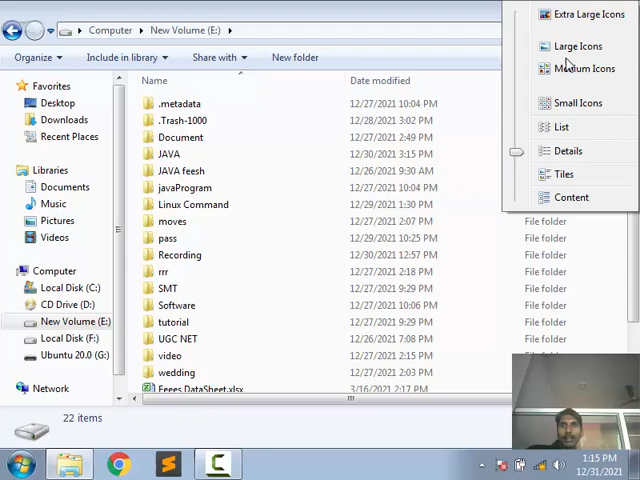 Computer
New Volume (E:)
Organize
Include in library
Share with
New folder
Name
Favorites
Desktop
Downloads
Recent Places
Libraries
Documents
Music
Pictures
Videos
Computer
Local Disk (C:)
CD Drive (D:)
New Volume (E:)
Local Disk (F:)
Ubuntu 20.0 (G:)
Network
.metadata 12/27/2021 10:04 PM
.Trash-1000 12/28/2021 3:02 PM
Document 12/27/2021 2:49 PM
JAVA 12/30/2021 3:15 PM
JAVA feesh 12/26/2021 9:30 AM
javaProgram 12/27/2021 2:38 PM
Linux Command 12/29/2021 1:30 PM
moves 12/27/2021 2:07 PM File folder
pass 12/29/2021 10:25 PM File folder
Recording 12/30/2021 12:57 PM File folder
rrr 12/27/2021 2:18 PM File folder
SMT 12/27/2021 9:29 PM File folder
Software 12/26/2021 10:06 PM File folder
tutorial 12/27/2021 9:29 PM File folder
UGC NET 12/26/2021 7:08 PM File folder
video 12/27/2021 2:15 PM
wedding 12/27/2021 2:03 PM
Feees DataSheet.xlsx 3/16/2021 2:17 PM
Extra Large Icons
Large Icons
Medium Icons
Small Icons
List
Details
Tiles
Content
22 items
1:15 PM
12/31/2021